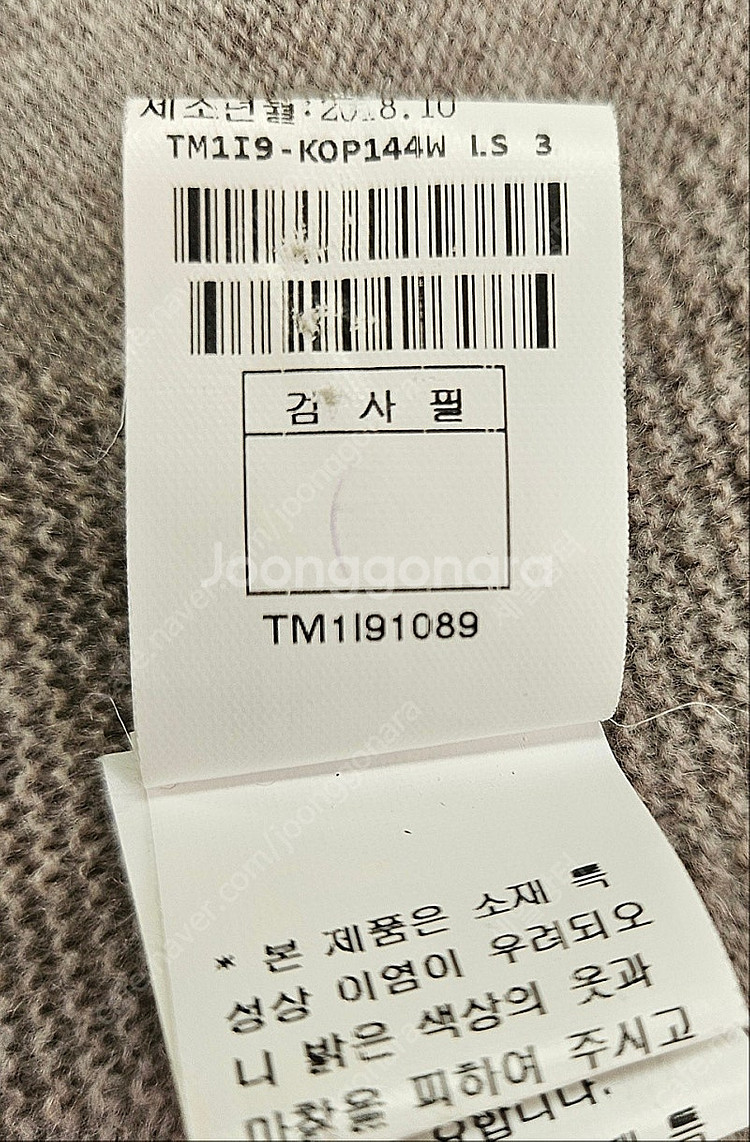 제조년월:2018.10
TM1I9-KOP144W LS 3
검 사 필
Joonggonara
TM1I91089
* 본 제품은 소재 특
성상 이염이 우려되오
니 밝은 색상의 옷과
마찰을 피하여 주시고